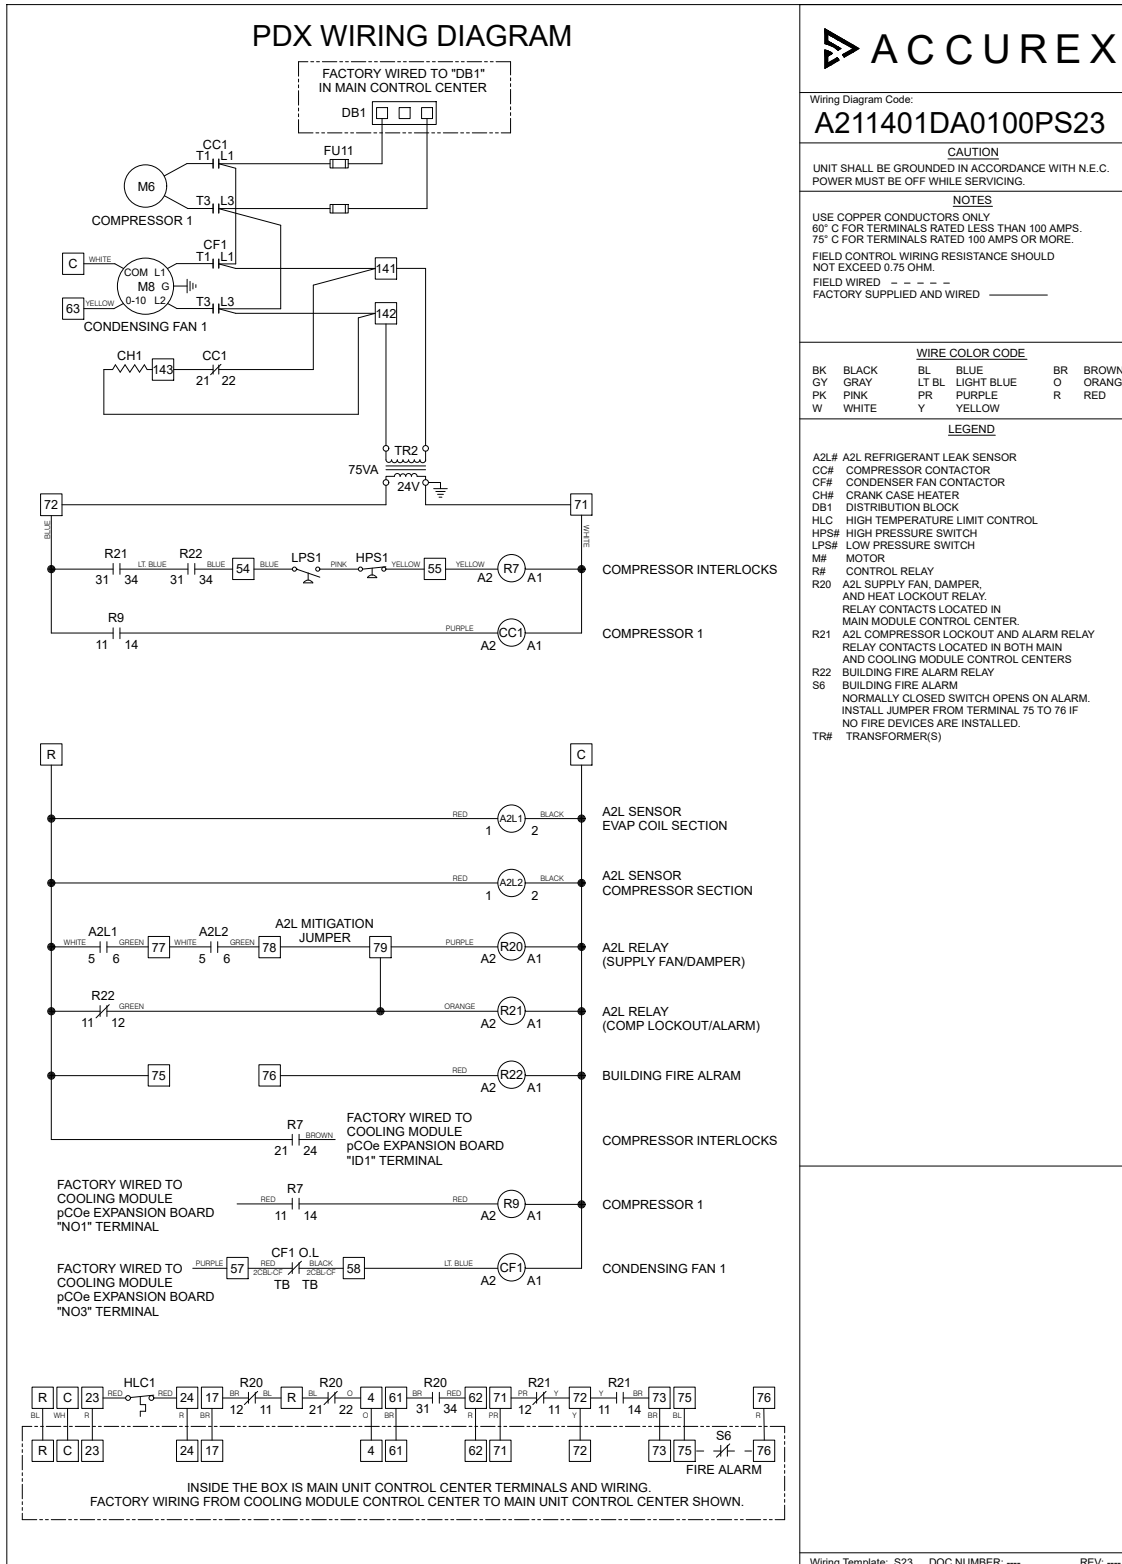 PDX WIRING DIAGRAM
FACTORY WIRED TO "DB1"
IN MAIN CONTROL CENTER
DB1
CC1
T1 L1
FU11
M6
T3 L3
COMPRESSOR 1
CF1
T1 L1
C WHITE
COM L1
M8 G
0-10 L2
63 YELLOW
T3 L3
141
142
CONDENSING FAN 1
CH1
143
CC1
21 22
TR2
75VA
24V
72
71
BLUE
WHITE
R21 R22 LPS1 HPS1
LT. BLUE BLUE 54 BLUE PINK YELLOW 55 YELLOW R7
31 34 31 34 A2 A1
COMPRESSOR INTERLOCKS
R9
11 14
PURPLE
A2 CC1 A1
COMPRESSOR 1
R
C
RED A2L1 BLACK
1 2
A2L SENSOR
EVAP COIL SECTION
RED A2L2 BLACK
1 2
A2L SENSOR
COMPRESSOR SECTION
A2L1 A2L2
A2L MITIGATION
JUMPER
WHITE GREEN 77 WHITE GREEN 78 79 PURPLE R20
5 6 5 6 A2 A1
A2L RELAY
(SUPPLY FAN/DAMPER)
R22
GREEN
11 12
ORANGE R21
A2 A1
A2L RELAY
(COMP LOCKOUT/ALARM)
75 76 RED R22
A2 A1
BUILDING FIRE ALRAM
R7
BROWN
21 24
FACTORY WIRED TO
COOLING MODULE
pCOe EXPANSION BOARD
"ID1" TERMINAL
COMPRESSOR INTERLOCKS
FACTORY WIRED TO
COOLING MODULE
pCOe EXPANSION BOARD
"NO1" TERMINAL
R7
RED RED R9
11 14 A2 A1
COMPRESSOR 1
FACTORY WIRED TO
COOLING MODULE
pCOe EXPANSION BOARD
"NO3" TERMINAL
CF1 O.L
PURPLE 57 RED BLACK 58 LT. BLUE CF1
2CBL-CF 2CBL-CF
TB TB A2 A1
CONDENSING FAN 1
HLC1 R20 R20 R20 R21 R21
R C 23 RED RED 24 17 BR BL R BL O 4 61 BR RED 62 71 PR Y 72 Y BR 73 75 76
12 11 21 22 31 34 12 11 11 14
BL WH R R BR O BR R PR Y BR BL R
S6
R C 23 24 17 4 61 62 71 72 73 75 76
FIRE ALARM
INSIDE THE BOX IS MAIN UNIT CONTROL CENTER TERMINALS AND WIRING.
FACTORY WIRING FROM COOLING MODULE CONTROL CENTER TO MAIN UNIT CONTROL CENTER SHOWN.
ACCUREX
Wiring Diagram Code:
A211401DA0100PS23
CAUTION
UNIT SHALL BE GROUNDED IN ACCORDANCE WITH N.E.C.
POWER MUST BE OFF WHILE SERVICING.
NOTES
USE COPPER CONDUCTORS ONLY
60° C FOR TERMINALS RATED LESS THAN 100 AMPS.
75° C FOR TERMINALS RATED 100 AMPS OR MORE.
FIELD CONTROL WIRING RESISTANCE SHOULD
NOT EXCEED 0.75 OHM.
FIELD WIRED
FACTORY SUPPLIED AND WIRED
WIRE COLOR CODE
BK BLACK BL BLUE BR BROWN
GY GRAY LT BL LIGHT BLUE O ORANG
PK PINK PR PURPLE R RED
W WHITE Y YELLOW
LEGEND
A2L# A2L REFRIGERANT LEAK SENSOR
CC# COMPRESSOR CONTACTOR
CF# CONDENSER FAN CONTACTOR
CH# CRANK CASE HEATER
DB1 DISTRIBUTION BLOCK
HLC HIGH TEMPERATURE LIMIT CONTROL
HPS# HIGH PRESSURE SWITCH
LPS# LOW PRESSURE SWITCH
M# MOTOR
R# CONTROL RELAY
R20 A2L SUPPLY FAN, DAMPER,
AND HEAT LOCKOUT RELAY.
RELAY CONTACTS LOCATED IN
MAIN MODULE CONTROL CENTER.
R21 A2L COMPRESSOR LOCKOUT AND ALARM RELAY
RELAY CONTACTS LOCATED IN BOTH MAIN
AND COOLING MODULE CONTROL CENTERS
R22 BUILDING FIRE ALARM RELAY
S6 BUILDING FIRE ALARM
NORMALLY CLOSED SWITCH OPENS ON ALARM.
INSTALL JUMPER FROM TERMINAL 75 TO 76 IF
NO FIRE DEVICES ARE INSTALLED.
TR# TRANSFORMER(S)
Wiring Template: S23 DOC NUMBER: ---- REV: ----